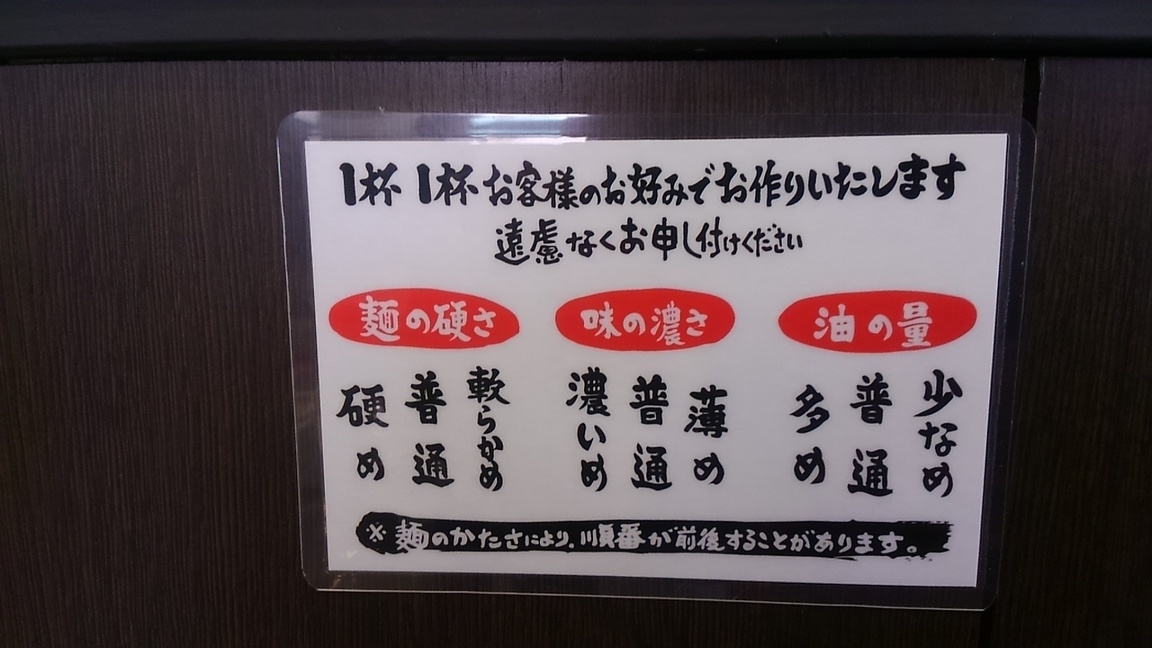 1杯1杯お客様のお好みでお作りいたします
遠慮なくお申し付けください
麺の硬さ
軟らかめ
普通
硬め
味の濃さ
薄め
普通
濃いめ
油の量
少なめ
普通
多め
※麺のかたさにより、順番が前後することがあります。